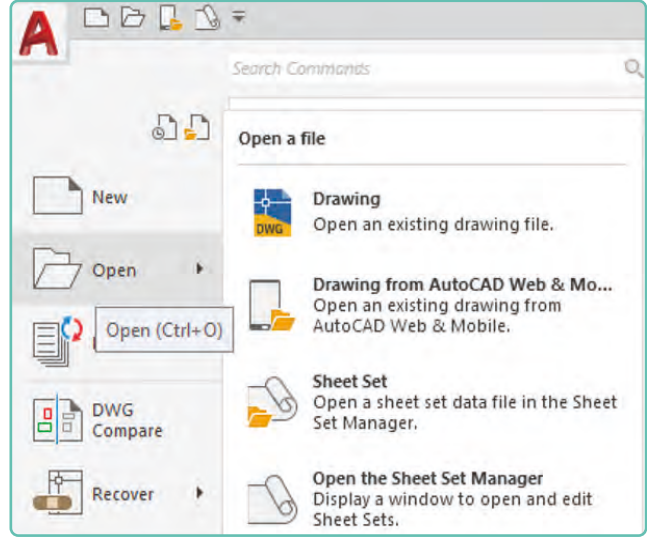 Search Commands
Open a file
New
Open
Open (Ctrl+O)
DWG
Compare
Recover
DWG
Drawing
Open an existing drawing file.
Drawing from AutoCAD Web & Mo...
Open an existing drawing from
AutoCAD Web & Mobile.
Sheet Set
Open a sheet set data file in the Sheet
Set Manager.
Open the Sheet Set Manager
Display a window to open and edit
Sheet Sets.